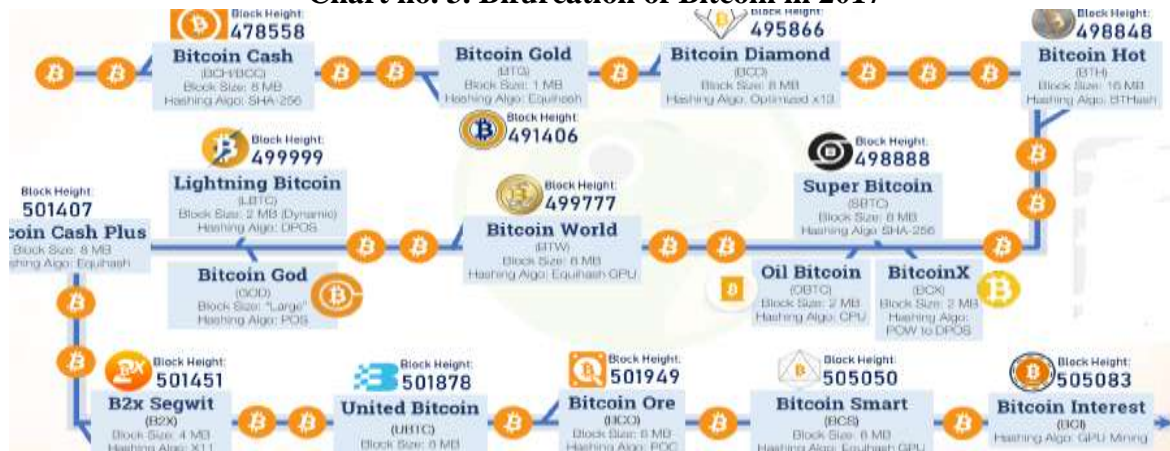 Chart no. 3: Bifurcation of Bitcoin in 2017
Block Height:
478558
Bitcoin Cash
(BCH/BCC)
Block Size: 8 MB
Hashing Algo: SHA-256
Bitcoin Gold
(BTG)
Block Size: 1 MB
Hashing Algo: Equihash
Block Height:
491406
Block Height:
495866
Bitcoin Diamond
(BCD)
Block Size: 8 MB
Hashing Algo: Optimized x13
Block Height:
498848
Bitcoin Hot
(BTH)
Block Size: 16 MB
Hashing Algo: BTHash
Block Height:
498888
Super Bitcoin
(SBTC)
Block Size: 8 MB
Hashing Algo: SHA-256
Oil Bitcoin
(OBTC)
Block Size: 2 MB
Hashing Algo: CPU
BitcoinX
(BCX)
Block Size: 2 MB
Hashing Algo:
POW to DPOS
Block Height:
499777
Bitcoin World
(BTW)
Block Size: 8 MB
Hashing Algo: Equihash GPU
Block Height:
499999
Lightning Bitcoin
(LBTC)
Block Size: 2 MB (Dynamic)
Hashing Algo: DPOS
Bitcoin God
(GOD)
Block Size: "Large"
Hashing Algo: POS
Block Height:
501407
coin Cash Plus
Block Size: 8 MB
shing Algo: Equihash
Block Height:
501451
B2x Segwit
(B2X)
Block Size: 4 MB
Hashing Algo: X11
Block Height:
501878
United Bitcoin
(UBTC)
Block Size: 8 MB
Block Height:
501949
Bitcoin Ore
Block Size: 8 MB
Hashing Algo: POC
Block Height:
505050
Bitcoin Smart
(BCS)
Block Size: 8 MB
Hashing Algo: Equihash GPU
Block Height:
505083
Bitcoin Interest
(BCI)
Hashing Algo: GPU Mining